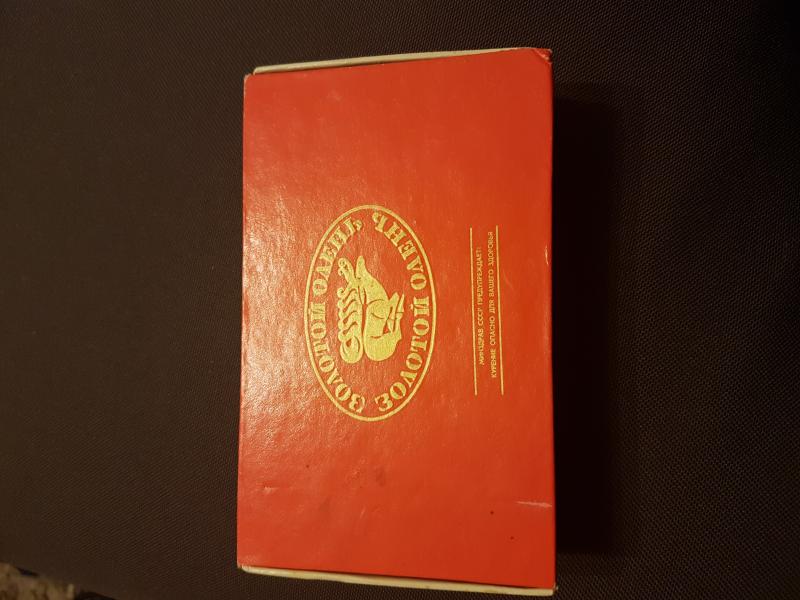 ЗОЛОТОЙ ОЛЕНЬ
ЗОЛОТОЙ ОЛЕНЬ
МИНЗДРАВ СССР ПРЕДУПРЕЖДАЕТ:
КУРЕНИЕ ОПАСНО ДЛЯ ВАШЕГО ЗДОРОВЬЯ